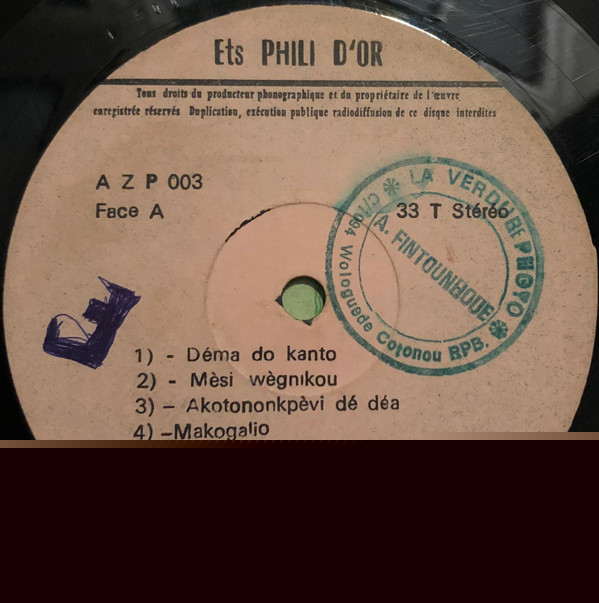 Ets PHILI D'OR
Tous droits du producteur phonographique et du propriétaire de l'œuvre
enregistrée réservés Duplication, exécution publique radiodiffusion de ce disque interdites
A Z P 003
Face A
33 T Stéréo
LA VERDURE PHOTO
A. FINTOUNHOUE
C/1094 Wologuede Cotonou RPB.
1) - Déma do kanto
2) - Mèsi wègnikou
3) - Akotononkpèvi dé déa
4) -Makogalio